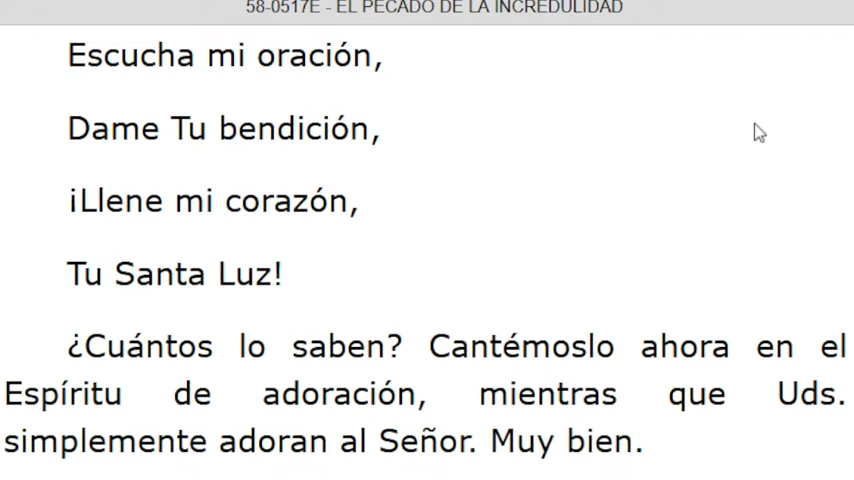 58-0517E - EL PECADO DE LA INCREDULIDAD
Escucha mi oración,
Dame Tu bendición,
¡Llene mi corazón,
Tu Santa Luz!
¿Cuántos lo saben? Cantémoslo ahora en el
Espíritu de adoración, mientras que Uds.
simplemente adoran al Señor. Muy bien.